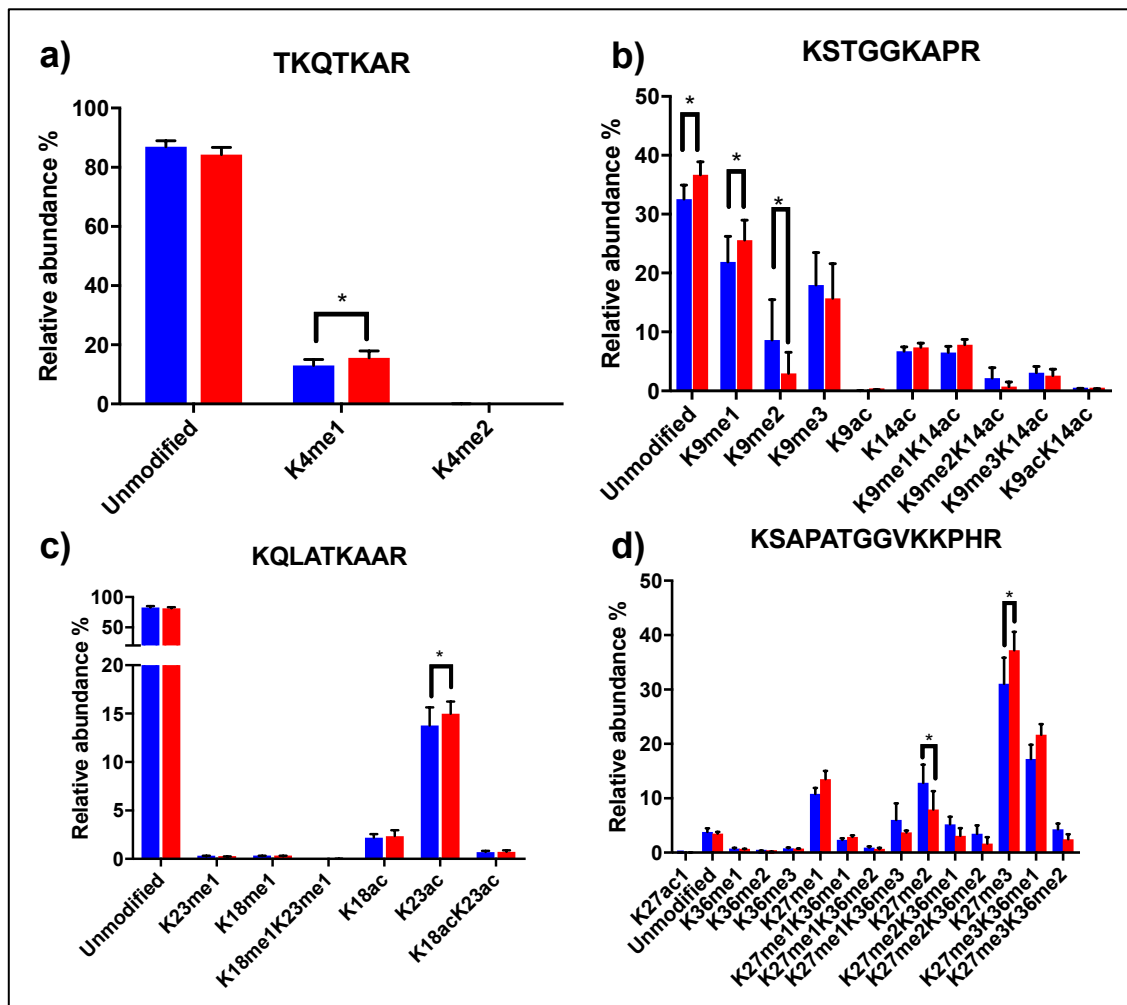 a)
TKQTKAR
Relative abundance %
100
80
60
40
20
0
*
Unmodified
K4me1
K4me2
b)
KSTGGKAPR
Relative abundance %
50
40
30
20
10
0
*
*
*
Unmodified
K9me1
K9me2
K9me3
K9ac
K14ac
K9me1K14ac
K9me2K14ac
K9me3K14ac
K9acK14ac
c)
KQLATKAAR
Relative abundance %
100
50
20
15
10
5
0
*
Unmodified
K23me1
K18me1
K18me1K23me1
K18ac
K23ac
K18acK23ac
d)
KSAPATGGVKKPHR
Relative abundance %
50
40
30
20
10
0
*
*
K27ac1
Unmodified
K36me1
K36me2
K36me3
K27me1
K27me1K36me1
K27me1K36me2
K27me1K36me3
K27me2
K27me2K36me1
K27me2K36me2
K27me3
K27me3K36me1
K27me3K36me2